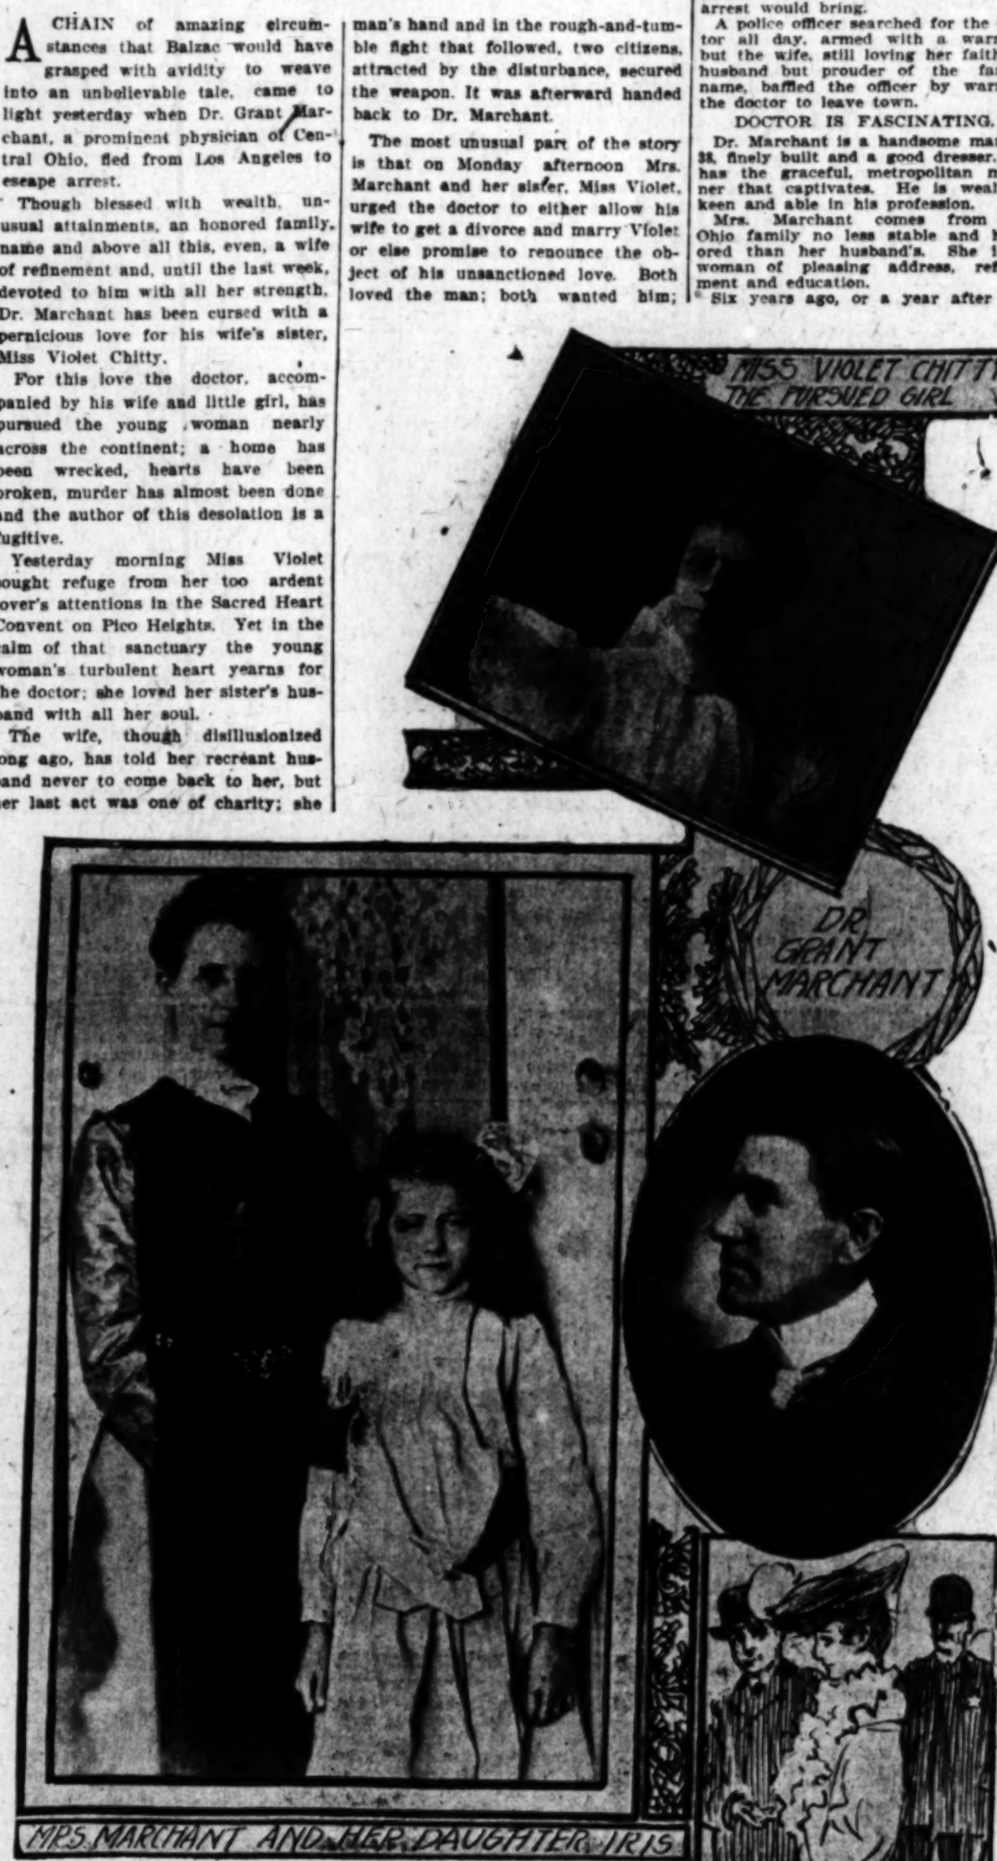 A CHAIN of amazing circum-
stances that Balzac would have
grasped with avidity to weave
into an unbelievable tale, came to
light yesterday when Dr. Grant Mar-
chant, a prominent physician of Cen-
tral Ohio, fled from Los Angeles to
escape arrest.
Though blessed with wealth, un-
usual attainments, an honored family
name and above all this, even, a wife
of refinement and, until the last week,
devoted to him with all her strength,
Dr. Marchant has been cursed with a
pernicious love for his wife's sister,
Miss Violet Chitty.
For this love the doctor, accom-
panied by his wife and little girl, has
pursued the young woman nearly
across the continent; a home has
been wrecked, hearts have been
broken, murder has almost been done
and the author of this desolation is a
fugitive.
Yesterday morning Miss Violet
sought refuge from her too ardent
lover's attentions in the Sacred Heart
Convent on Pico Heights. Yet in the
calm of that sanctuary the young
woman's turbulent heart yearns for
the doctor; she loved her sister's hus-
band with all her soul.
The wife, though disillusionized
long ago, has told her recreant hus-
band never to come back to her, but
her last act was one of charity; she
man's hand and in the rough-and-tum-
ble fight that followed, two citizens,
attracted by the disturbance, secured
the weapon. It was afterward handed
back to Dr. Marchant.
The most unusual part of the story
is that on Monday afternoon Mrs.
Marchant and her sister, Miss Violet,
urged the doctor to either allow his
wife to get a divorce and marry Violet
or else promise to renounce the ob-
ject of his unsanctioned love. Both
loved the man; both wanted him;
arrest would bring.
A police officer searched for the
tor all day, armed with a warr
but the wife, still loving her faith
husband but prouder of the fam
name, baffled the officer by warn
the doctor to leave town.
DOCTOR IS FASCINATING.
Dr. Marchant is a handsome ma
38, finely built and a good dresser.
has the graceful, metropolitan m
ner that captivates. He is weal
keen and able in his profession.
Mrs. Marchant comes from
Ohio family no less stable and h
ored than her husband's. She i
woman of pleasing address, ref
ment and education.
Six years ago, or a year after
MISS VIOLET CHITTY
THE PURSUED GIRL
DR
GRANT
MARCHANT
MRS. MARCHANT AND HER DAUGHTER IRIS